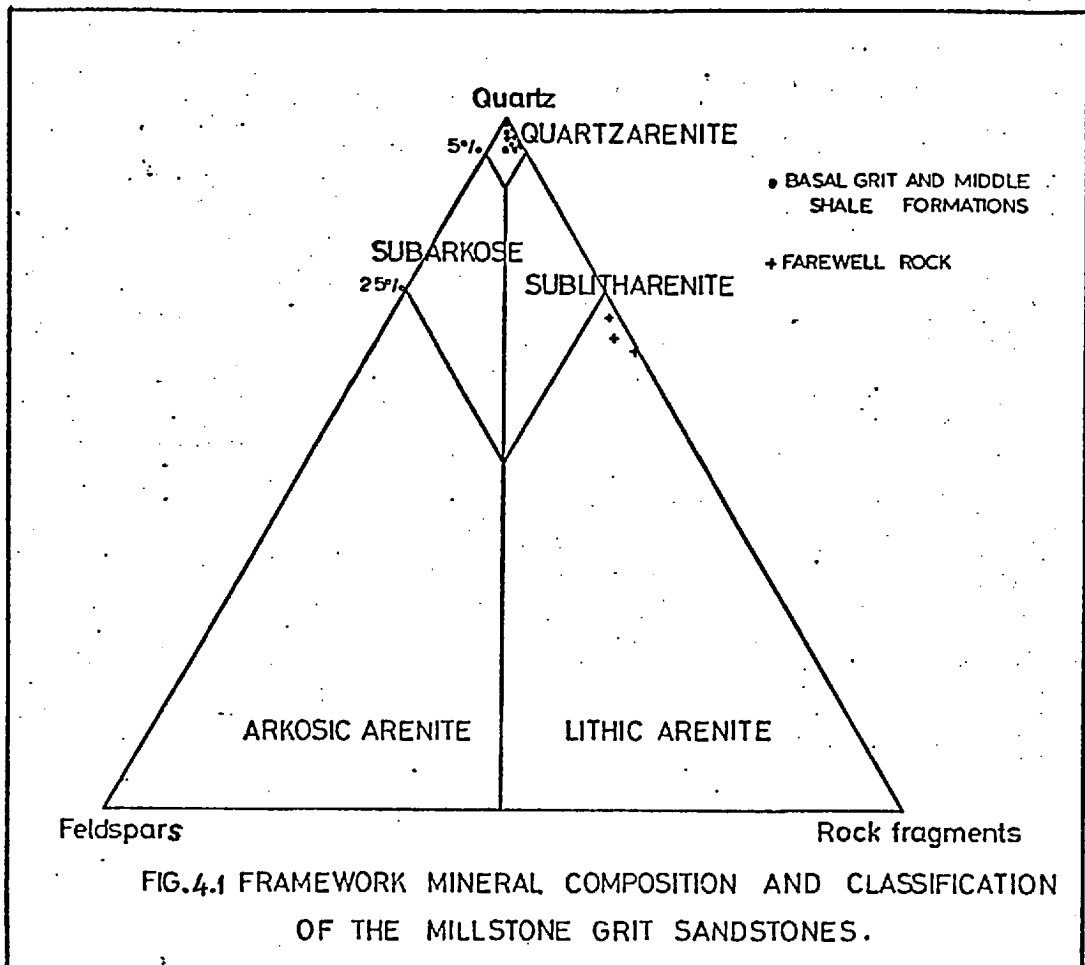 Quartz
QUARTZARENITE
5%
• BASAL GRIT AND MIDDLE
SHALE FORMATIONS
SUBARKOSE
+ FAREWELL ROCK
25%
SUBLITHARENITE
ARKOSIC ARENITE
LITHIC ARENITE
Feldspars
Rock fragments
FIG.4.1 FRAMEWORK MINERAL COMPOSITION AND CLASSIFICATION
OF THE MILLSTONE GRIT SANDSTONES.